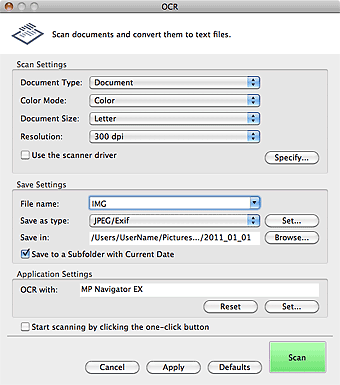 OCR
Scan documents and convert them to text files.
Scan Settings
Document Type: Document
Color Mode: Color
Document Size: Letter
Resolution: 300 dpi
Use the scanner driver
Specify...
Save Settings
File name: IMG
Save as type: JPEG/Exif Set...
Save in: /Users/UserName/Pictures.../2011_01_01 Browse...
Save to a Subfolder with Current Date
Application Settings
OCR with: MP Navigator EX
Reset Set...
Start scanning by clicking the one-click button
Cancel Apply Defaults Scan